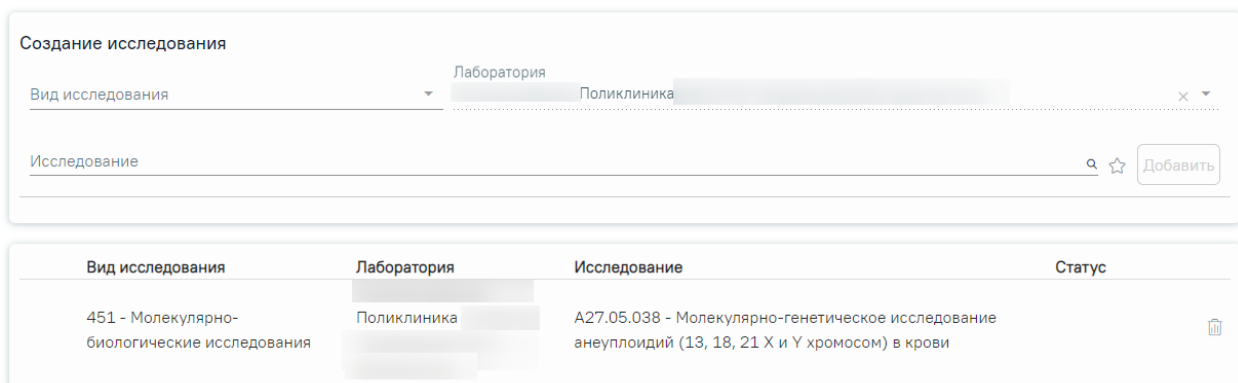 Создание исследования
Лаборатория
Вид исследования
Поликлиника
Исследование
Добавить
Вид исследования Лаборатория Исследование Статус
451 - Молекулярно- Поликлиника А27.05.038 - Молекулярно-генетическое исследование
биологические исследования анеуплоидий (13, 18, 21 X и Y хромосом) в крови